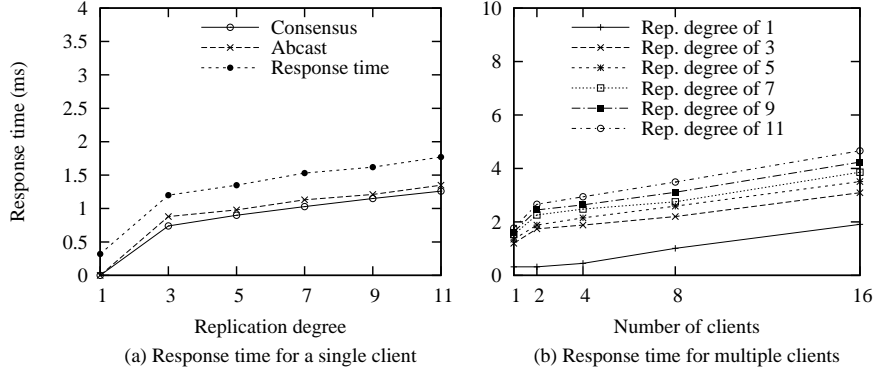 Response time (ms)
4
3.5
3
2.5
2
1.5
1
0.5
0
Consensus
Abcast
Response time
1 3 5 7 9 11
Replication degree
(a) Response time for a single client
10
8
6
4
2
0
Rep. degree of 1
Rep. degree of 3
Rep. degree of 5
Rep. degree of 7
Rep. degree of 9
Rep. degree of 11
1 2 4 8 16
Number of clients
(b) Response time for multiple clients